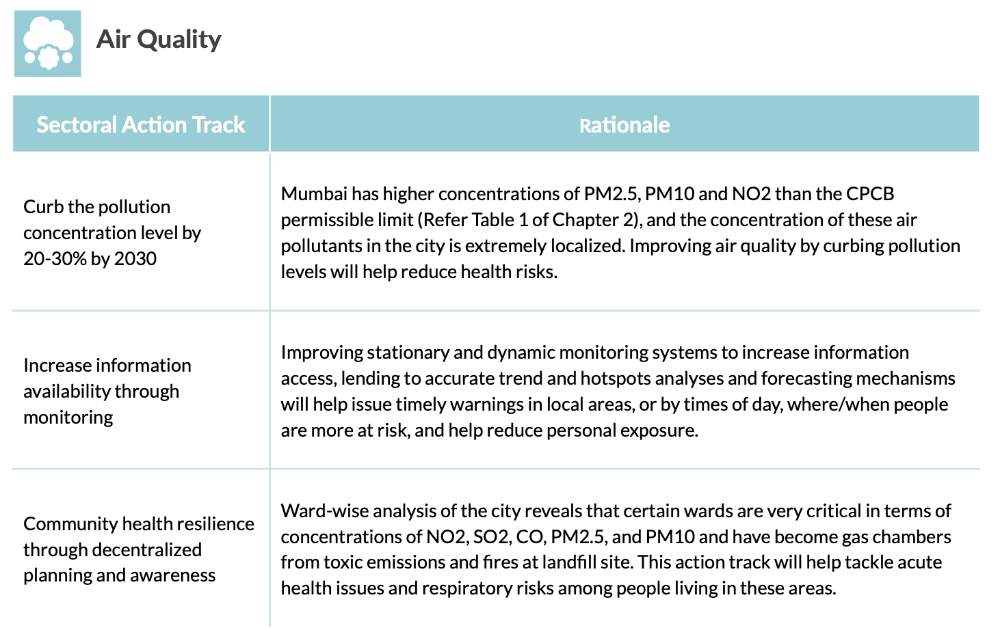 Air Quality
Sectoral Action Track
Rationale
Curb the pollution
concentration level by
20-30% by 2030
Mumbai has higher concentrations of PM2.5, PM10 and NO2 than the CPCB
permissible limit (Refer Table 1 of Chapter 2), and the concentration of these air
pollutants in the city is extremely localized. Improving air quality by curbing pollution
levels will help reduce health risks.
Increase information
availability through
monitoring
Improving stationary and dynamic monitoring systems to increase information
access, lending to accurate trend and hotspots analyses and forecasting mechanisms
will help issue timely warnings in local areas, or by times of day, where/when people
are more at risk, and help reduce personal exposure.
Community health resilience
through decentralized
planning and awareness
Ward-wise analysis of the city reveals that certain wards are very critical in terms of
concentrations of NO2, SO2, CO, PM2.5, and PM10 and have become gas chambers
from toxic emissions and fires at landfill site. This action track will help tackle acute
health issues and respiratory risks among people living in these areas.